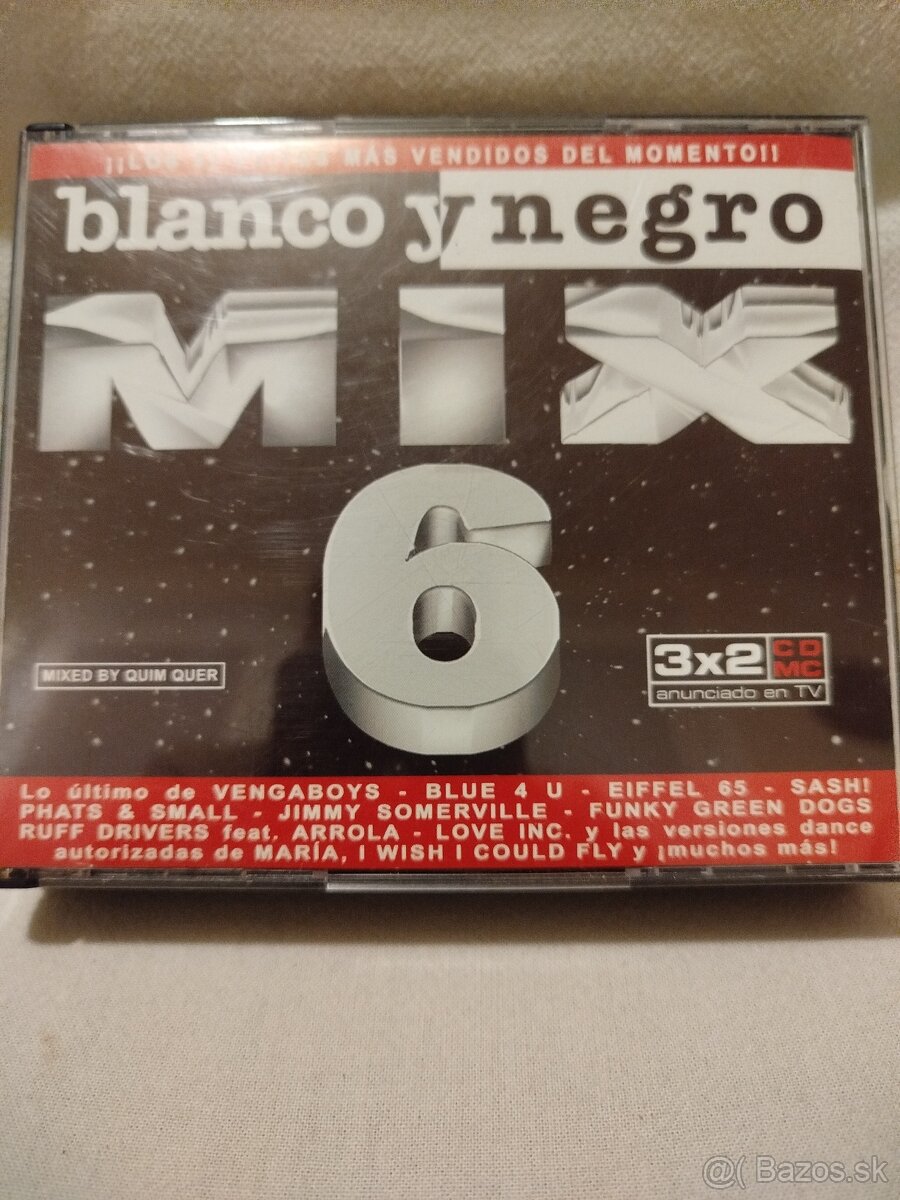 ¡¡LOS MÁS VENDIDOS DEL MOMENTO!!
blanco y negro
MIX
6
MIXED BY QUIM QUER
3x2 CD MC
anunciado en TV
Lo último de VENGABOYS - BLUE 4 U - EIFFEL 65 - SASH!
PHATS & SMALL - JIMMY SOMERVILLE - FUNKY GREEN DOGS
RUFF DRIVERS feat. ARROLA - LOVE INC. y las versiones dance
autorizadas de MARÍA, I WISH I COULD FLY y ¡muchos más!
@( Bazos.sk